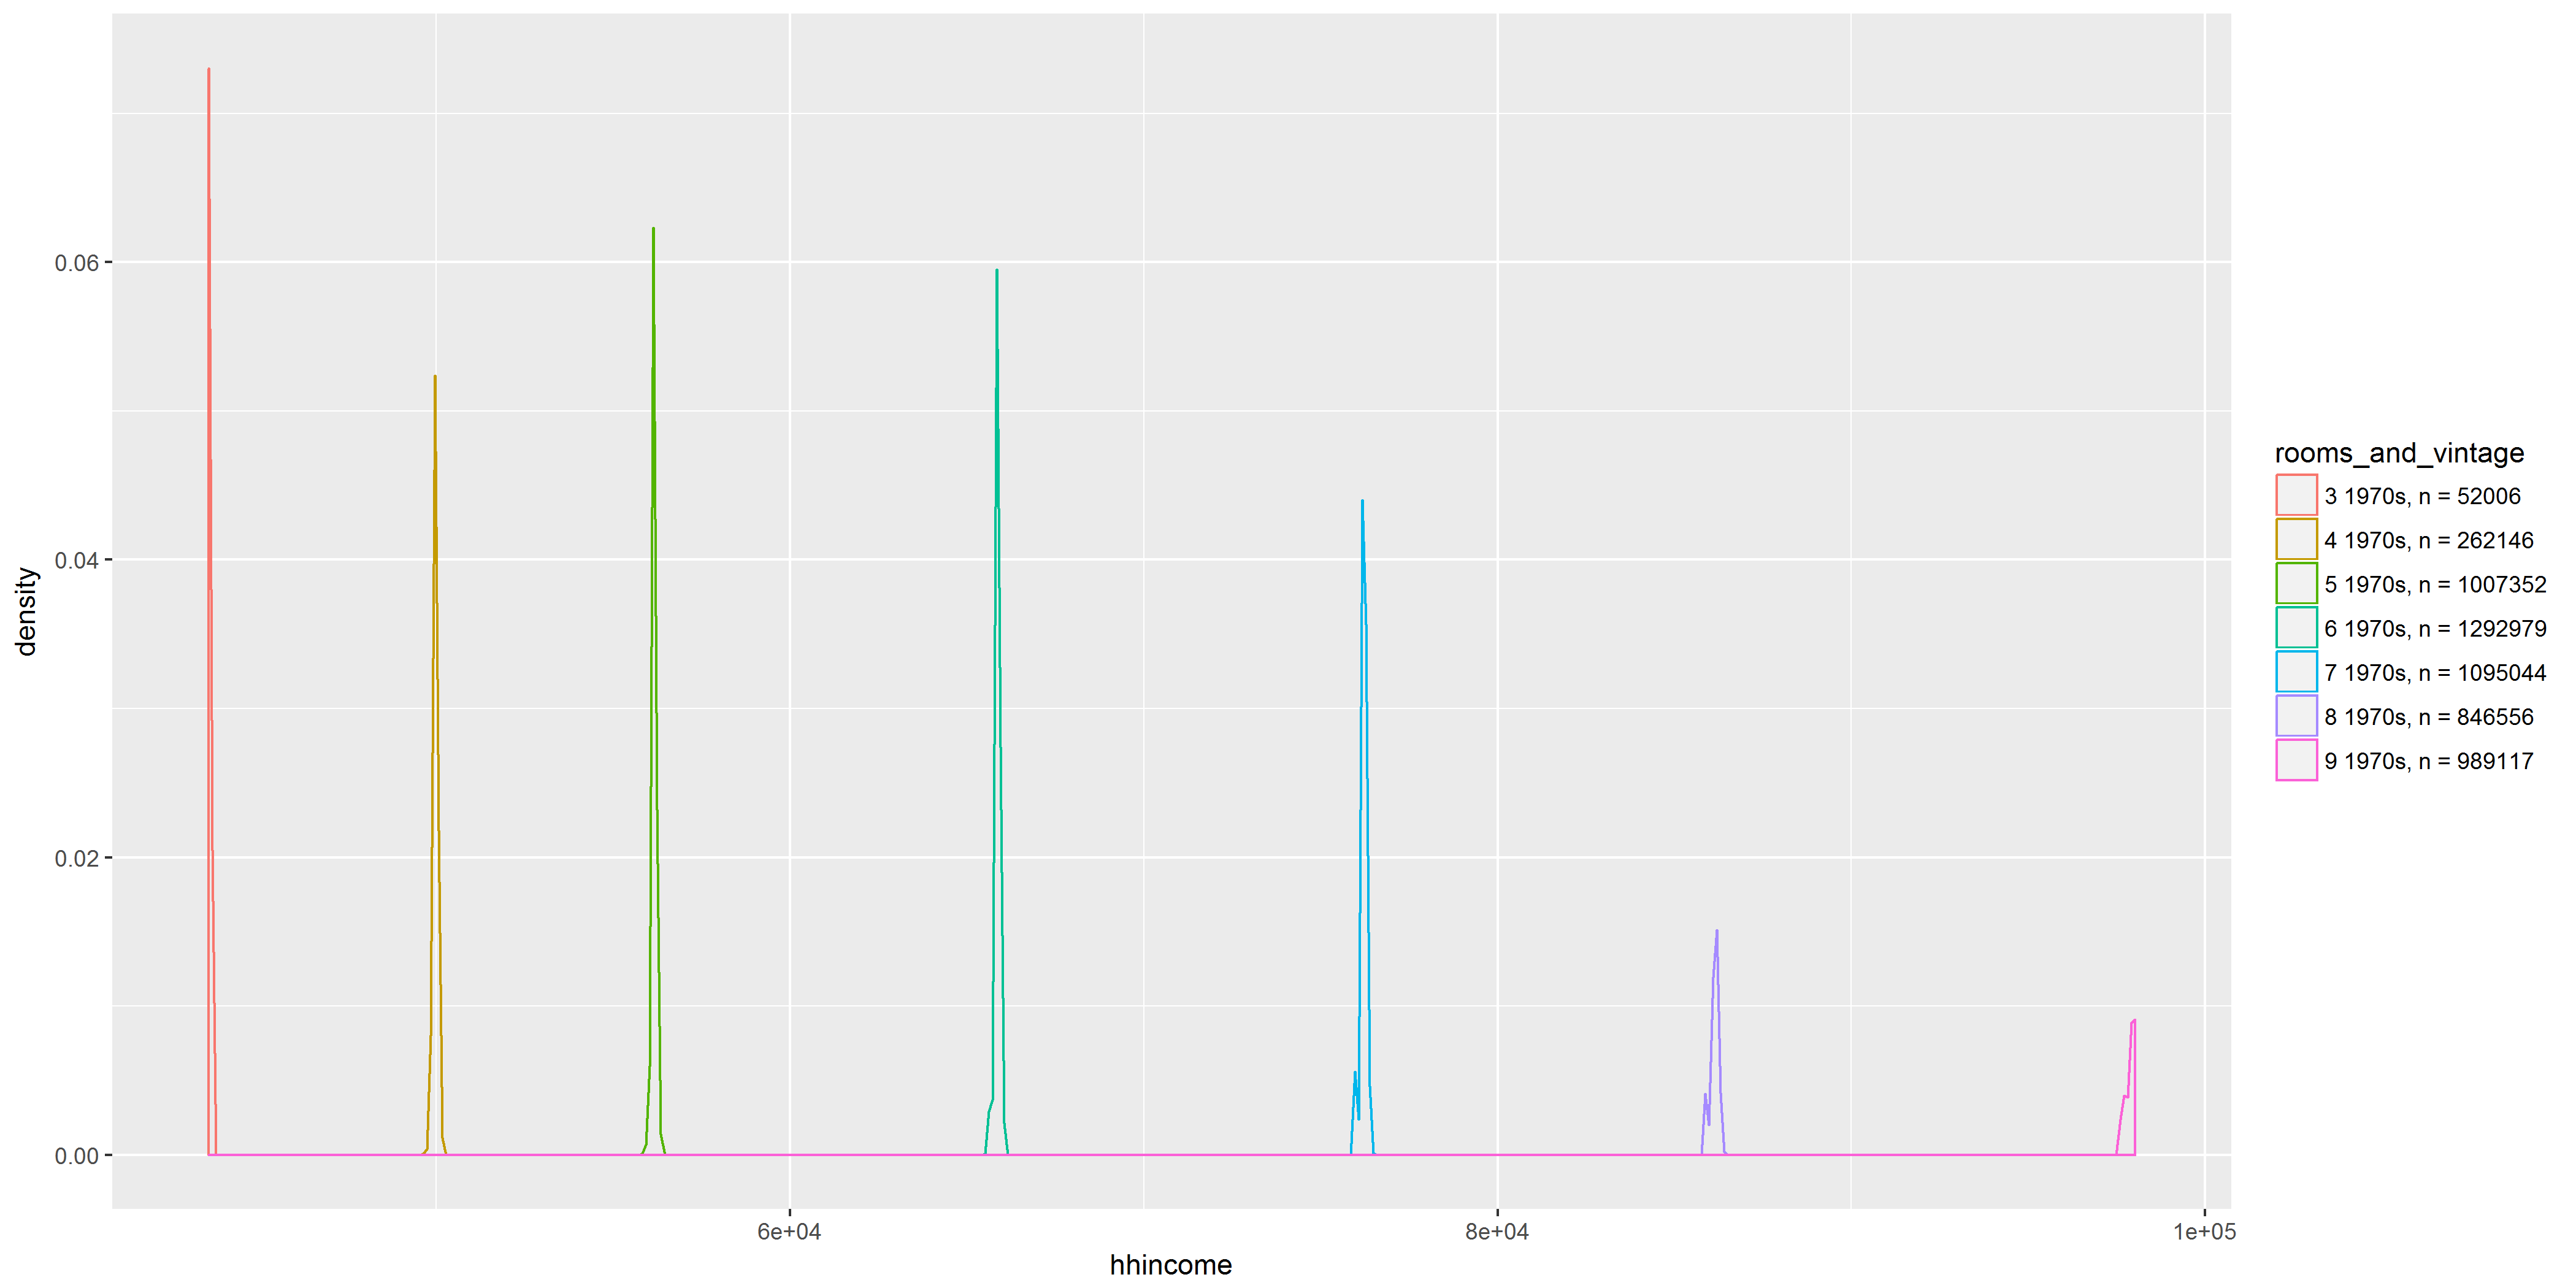 density
0.06
0.04
0.02
0.00
6e+04
8e+04
1e+05
hhincome
rooms_and_vintage
3 1970s, n = 52006
4 1970s, n = 262146
5 1970s, n = 1007352
6 1970s, n = 1292979
7 1970s, n = 1095044
8 1970s, n = 846556
9 1970s, n = 989117